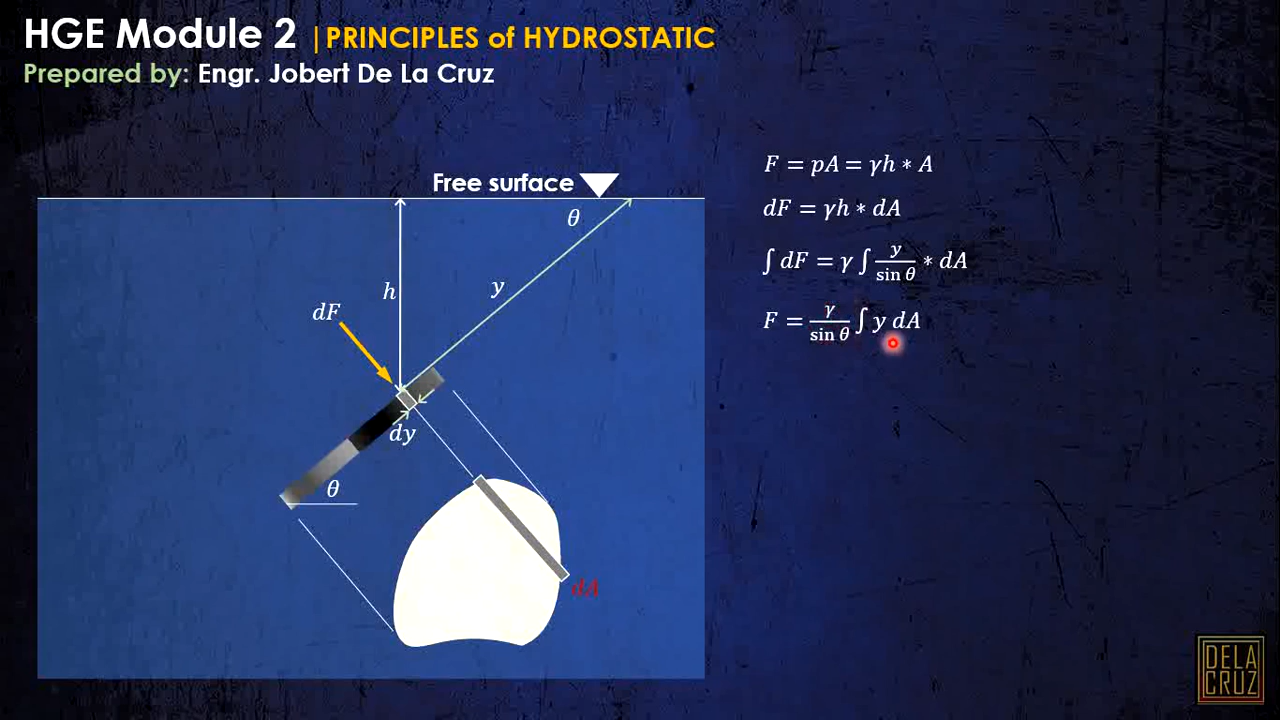 HGE Module 2 | PRINCIPLES of HYDROSTATIC
Prepared by: Engr. Jobert De La Cruz
Free surface
θ
h
y
dF
dy
θ
dA
F = pA = γh * A
dF = γh * dA
∫ dF = γ ∫ y/sin θ * dA
F = γ/sin θ ∫ y dA
DELA
CRUZ